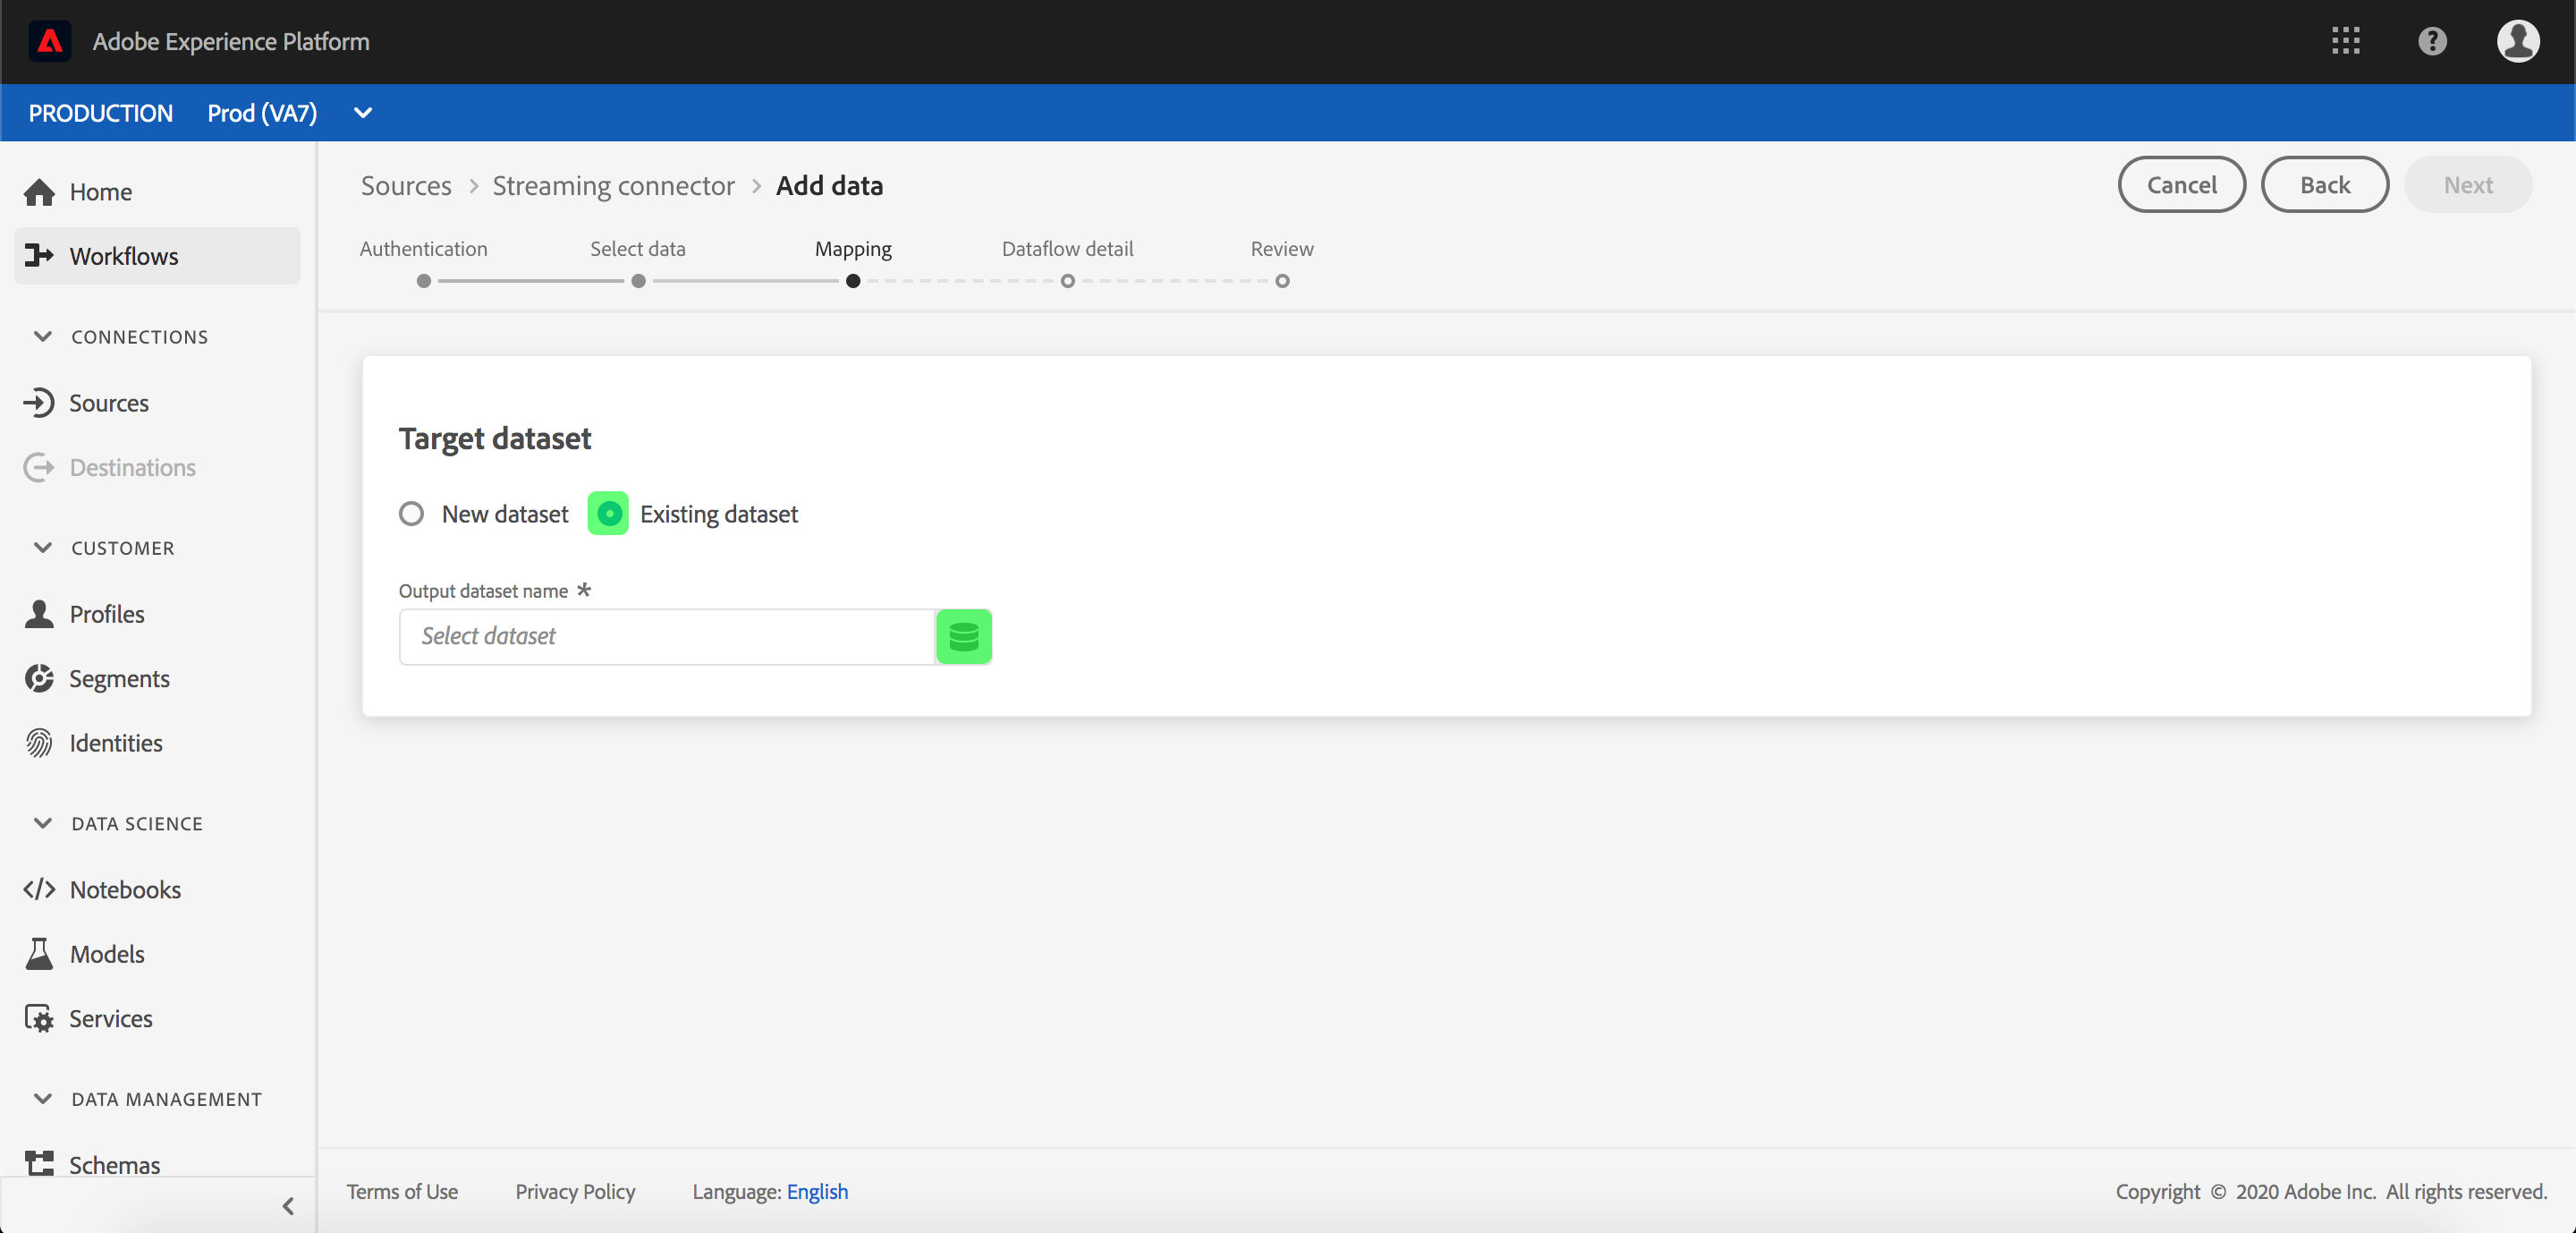 Adobe Experience Platform
PRODUCTION Prod (VA7)
Home
Workflows
CONNECTIONS
Sources
Destinations
CUSTOMER
Profiles
Segments
Identities
DATA SCIENCE
Notebooks
Models
Services
DATA MANAGEMENT
Schemas
Sources > Streaming connector > Add data
Cancel Back Next
Authentication Select data Mapping Dataflow detail Review
Target dataset
New dataset Existing dataset
Output dataset name *
Select dataset
Terms of Use Privacy Policy Language: English
Copyright © 2020 Adobe Inc. All rights reserved.